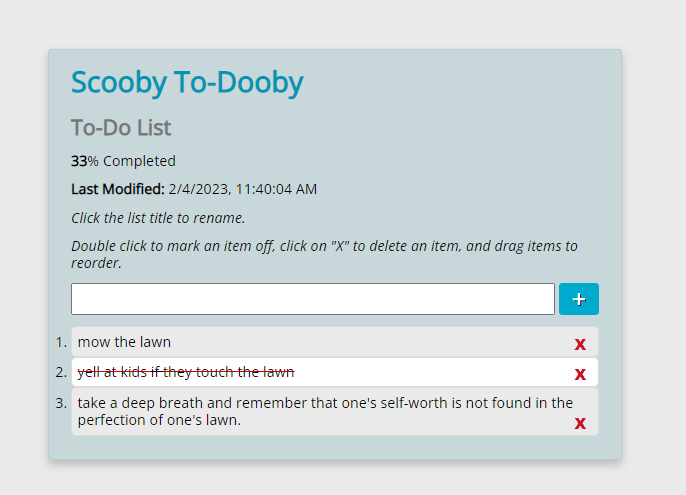 Scooby To-Dooby
To-Do List
33% Completed
Last Modified: 2/4/2023, 11:40:04 AM
Click the list title to rename.
Double click to mark an item off, click on "X" to delete an item, and drag items to
reorder.
+
1. mow the lawn X
2. yell at kids if they touch the lawn X
3. take a deep breath and remember that one's self-worth is not found in the
perfection of one's lawn. X